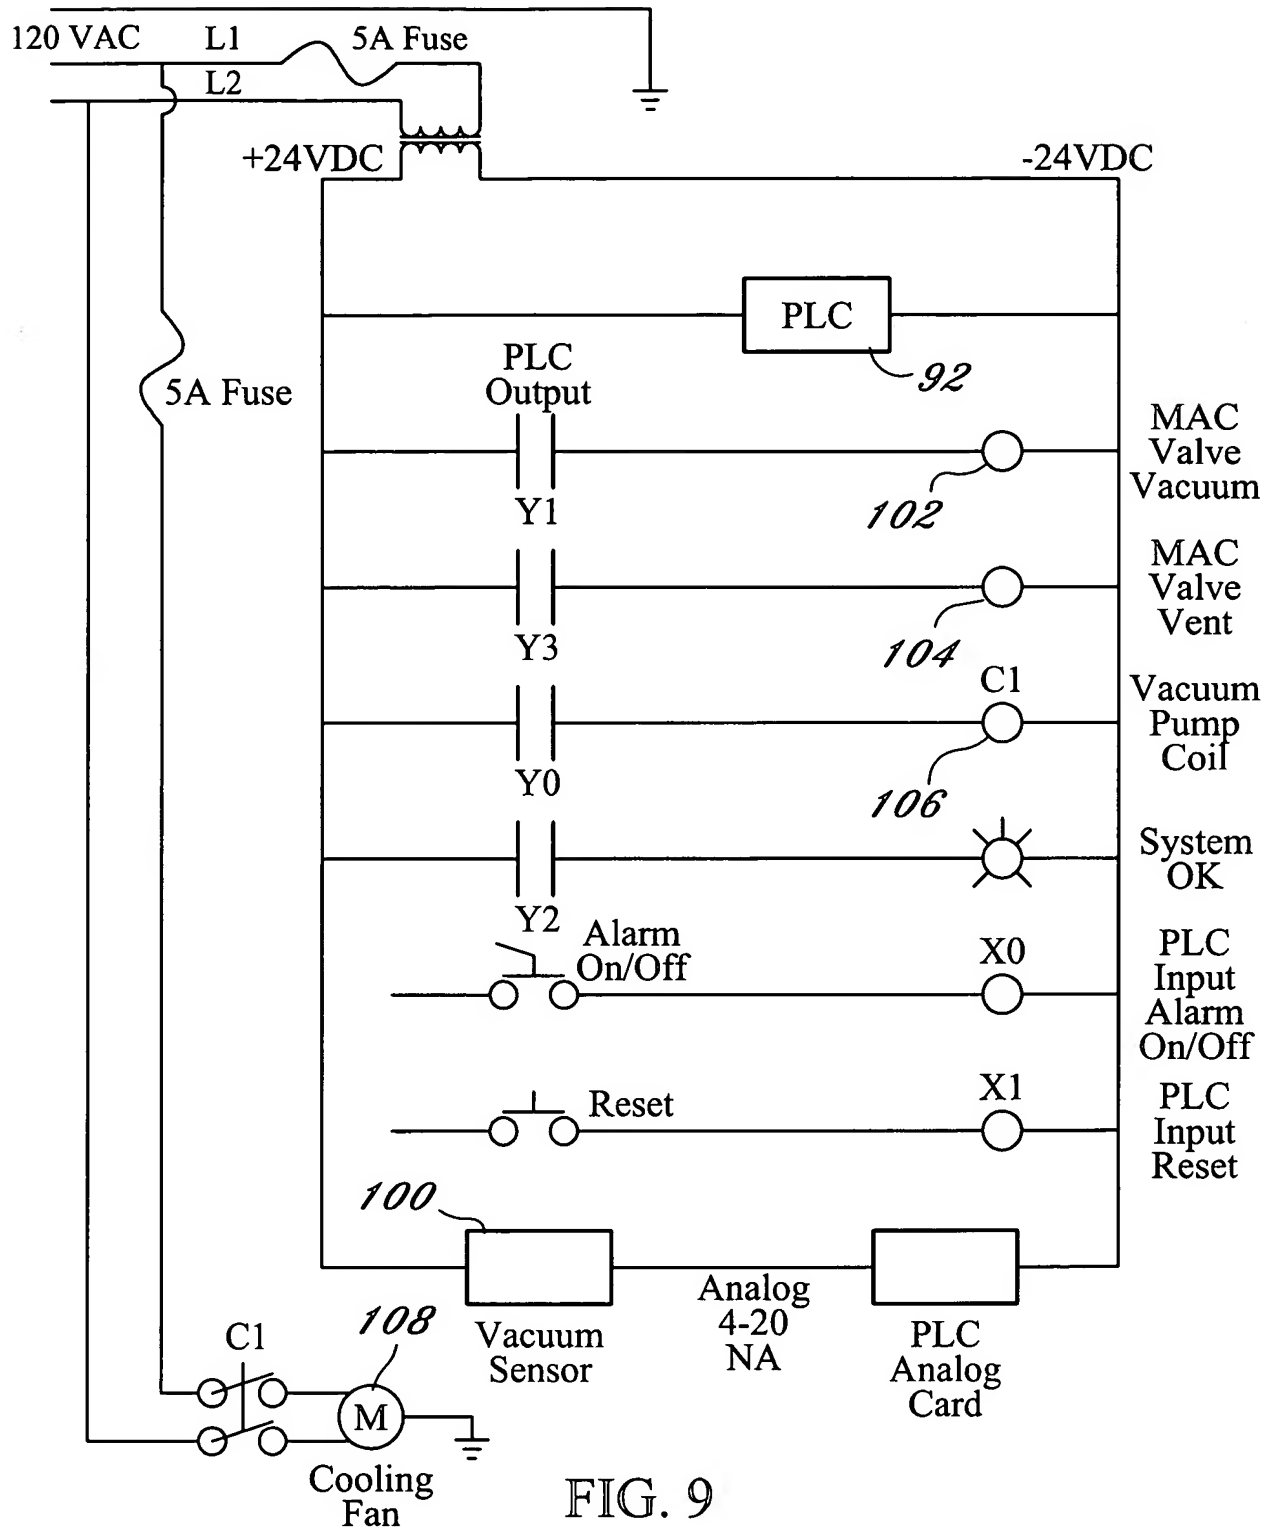 120 VAC L1 5A Fuse
L2
+24VDC -24VDC
PLC
92
PLC
Output
5A Fuse
MAC
Valve
Vacuum
102
Y1
MAC
Valve
Vent
104
Y3
C1
Vacuum
Pump
Coil
106
Y0
System
OK
Y2
Alarm
On/Off
X0
PLC
Input
Alarm
On/Off
Reset
X1
PLC
Input
Reset
100
Vacuum
Sensor
Analog
4-20
NA
PLC
Analog
Card
C1
108
M
Cooling
Fan
FIG. 9